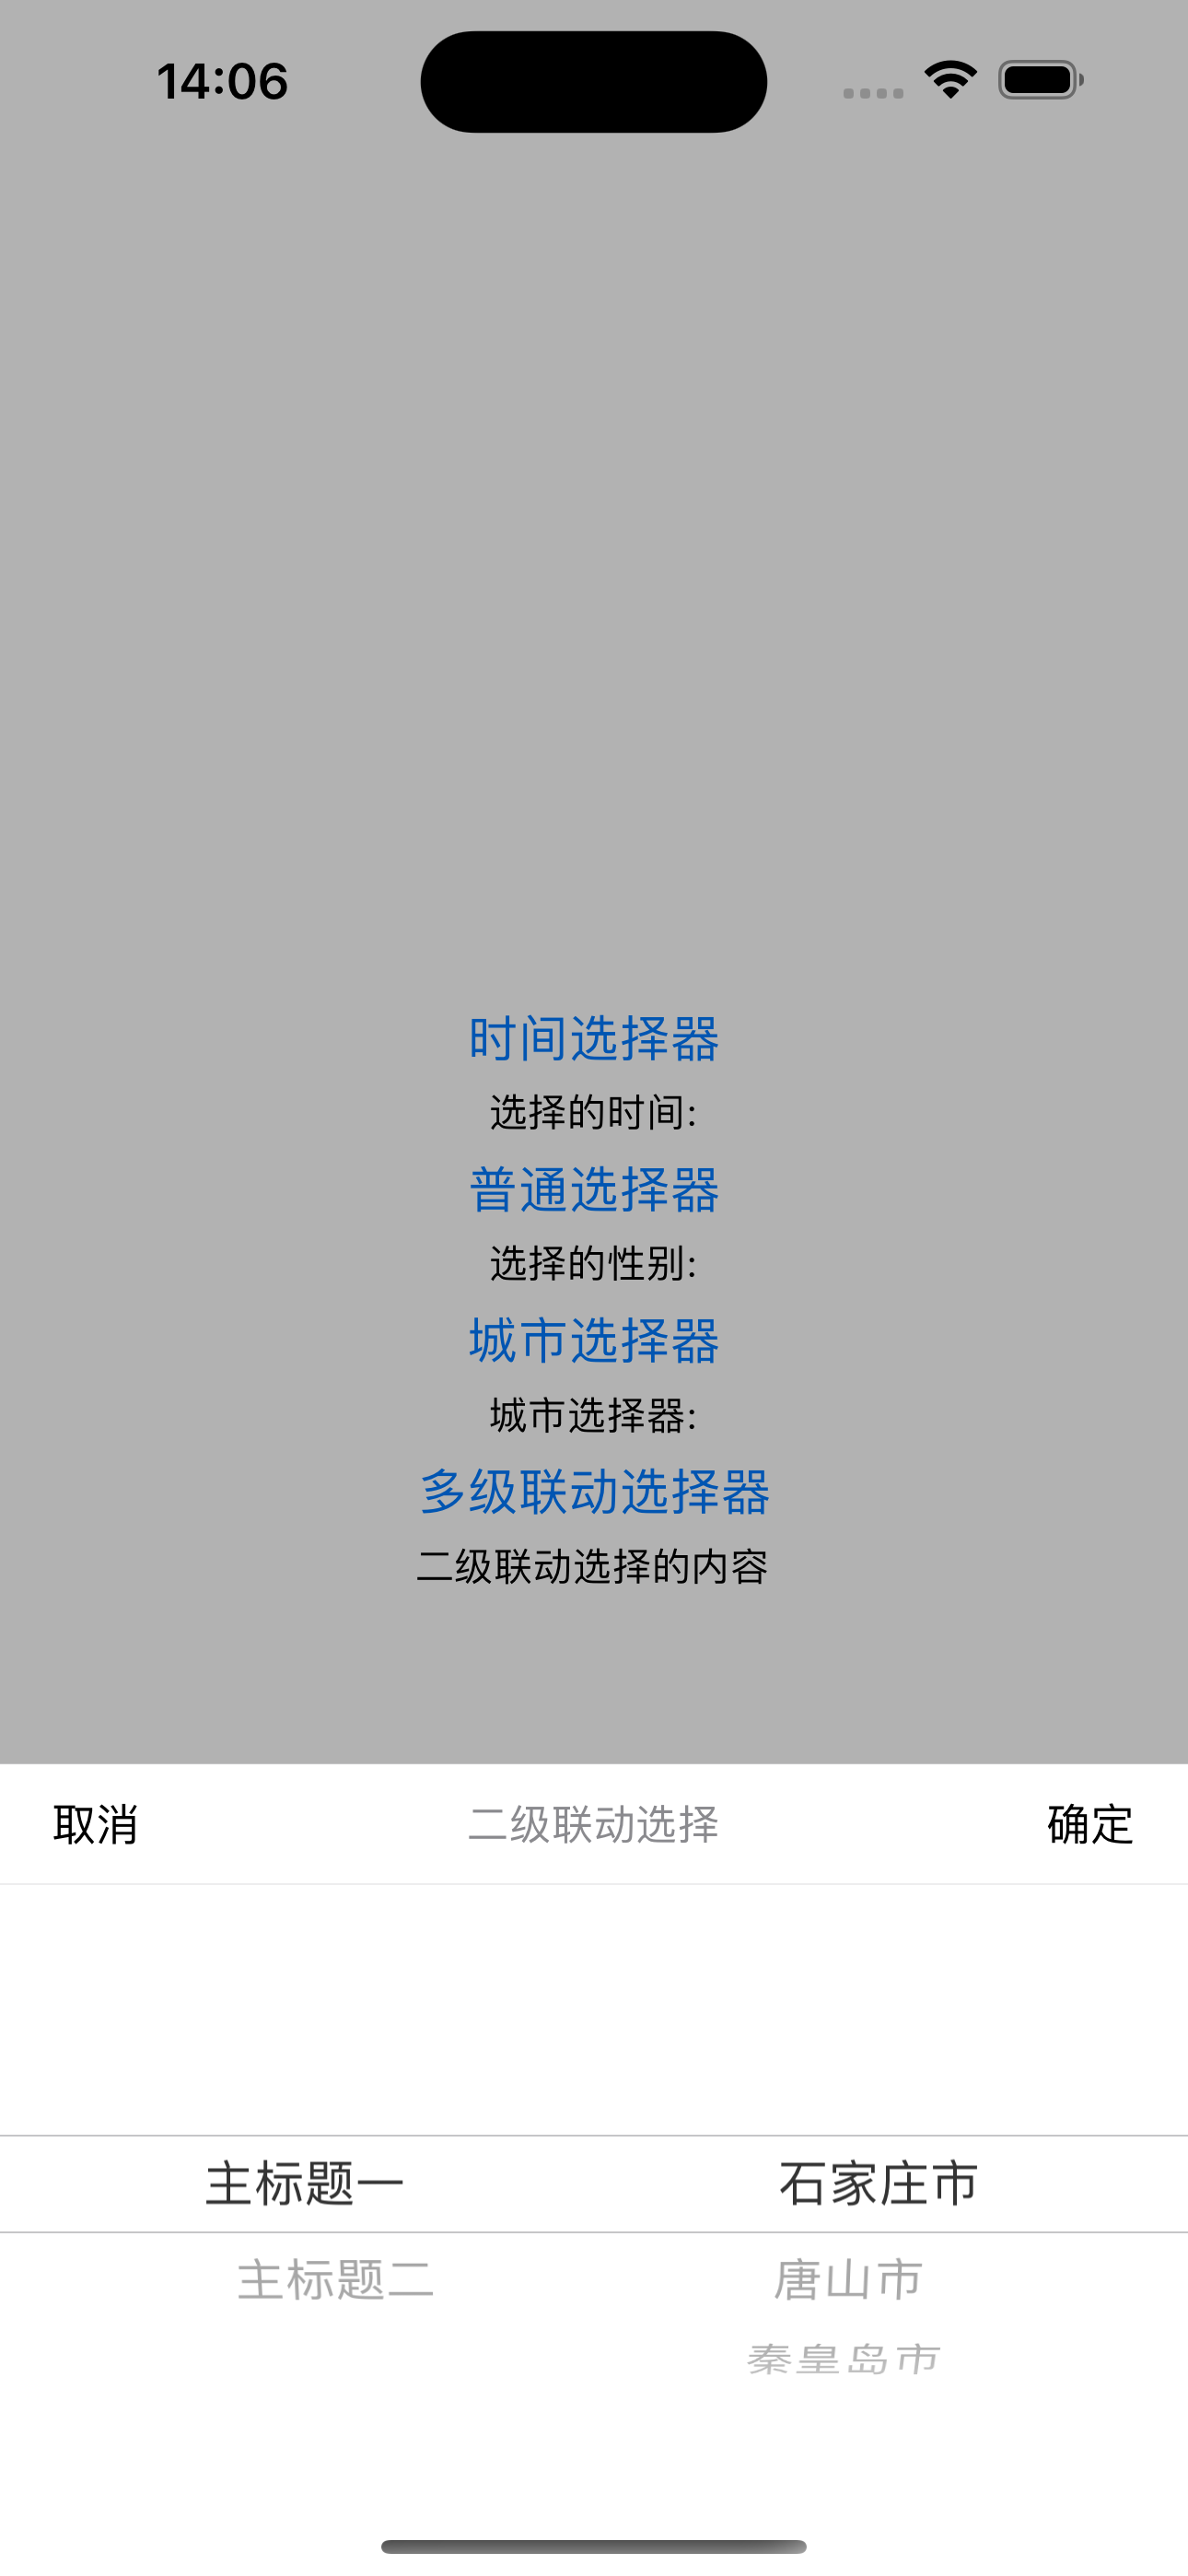 14:06
时间选择器
选择的时间:
普通选择器
选择的性别:
城市选择器
城市选择器:
多级联动选择器
二级联动选择的内容
取消 二级联动选择 确定
主标题一 石家庄市
主标题二 唐山市
秦皇岛市